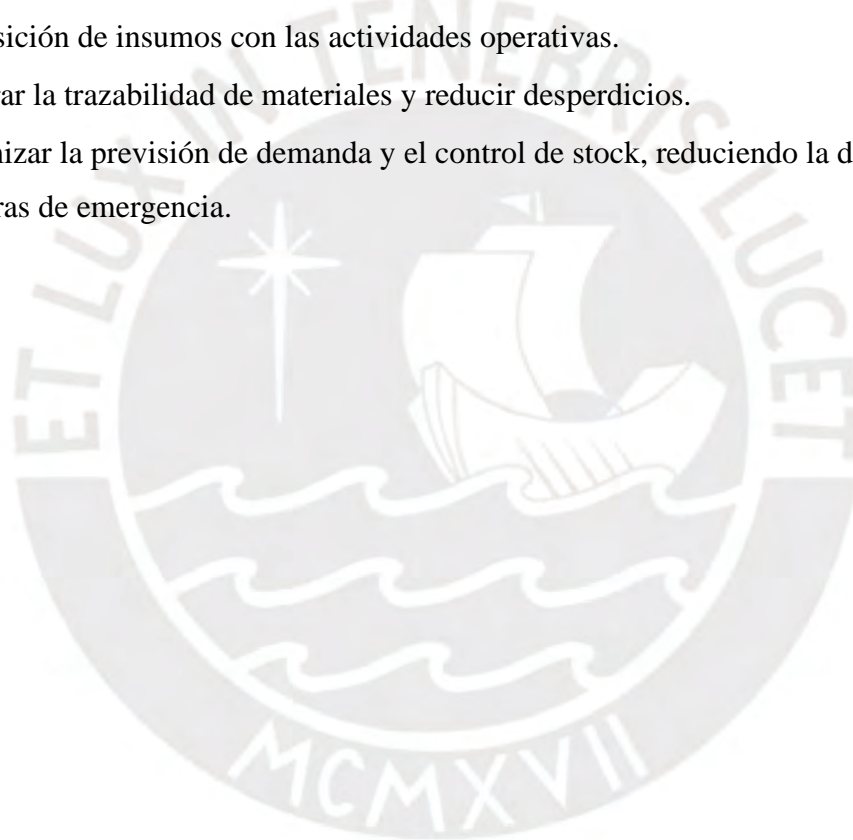 sición de insumos con las actividades operativas.
rar la trazabilidad de materiales y reducir desperdicios.
nizar la previsión de demanda y el control de stock, reduciendo la d
ras de emergencia.
ET LUX IN TENEBRIS LUCET
MCMXVII